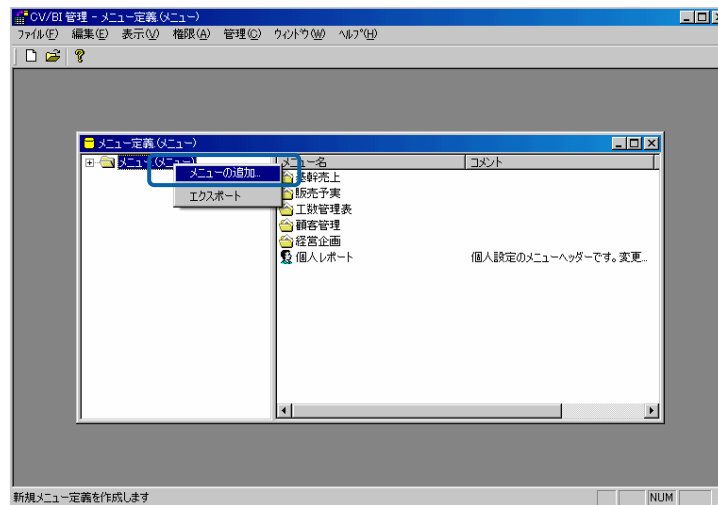 CV/BI 管理 - メニュー定義(メニュー)
ファイル(F) 編集(E) 表示(V) 権限(A) 管理(C) ウィンドウ(W) ヘルプ(H)
メニュー定義(メニュー)
メニュー(メニュー)
メニューの追加...
エクスポート
メニュー名 コメント
基幹売上
販売予実
工数管理表
顧客管理
経営企画
個人レポート 個人設定のメニューヘッダーです。変更...
新規メニュー定義を作成します NUM